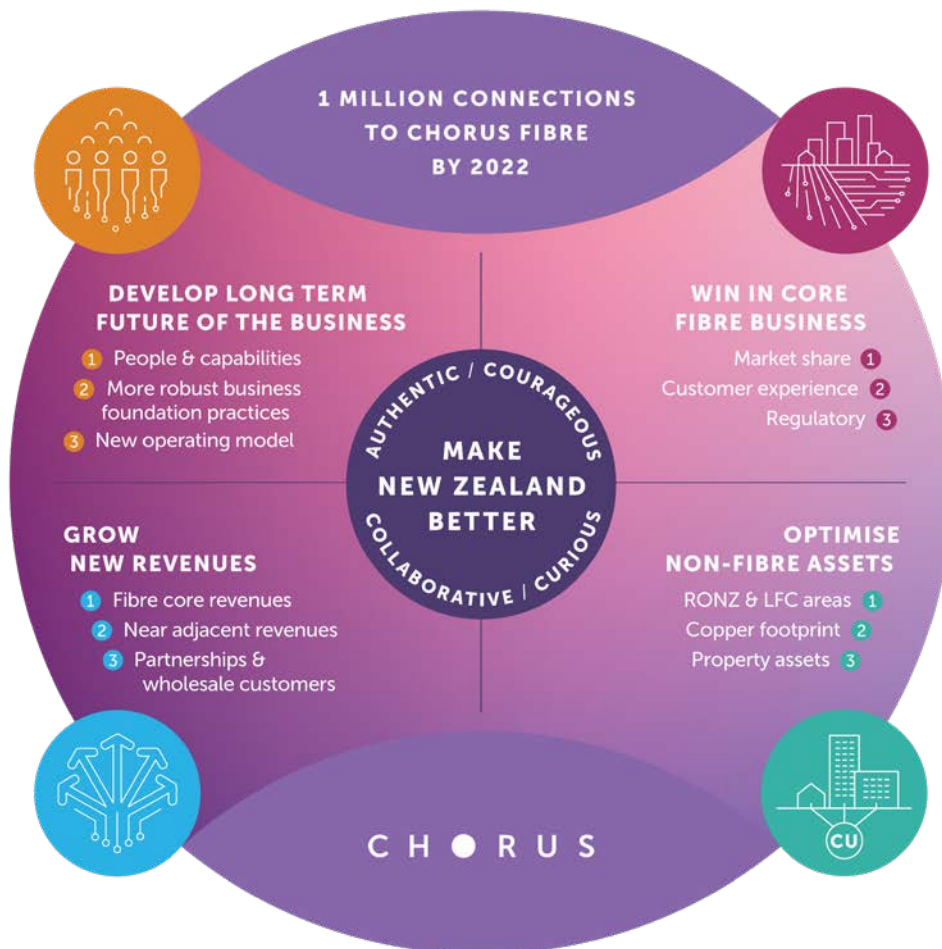 1 MILLION CONNECTIONS
TO CHORUS FIBRE
BY 2022
DEVELOP LONG TERM
FUTURE OF THE BUSINESS
1 People & capabilities
2 More robust business
foundation practices
3 New operating model
WIN IN CORE
FIBRE BUSINESS
Market share 1
Customer experience 2
Regulatory 3
AUTHENTIC / COURAGEOUS
MAKE
NEW ZEALAND
BETTER
COLLABORATIVE / CURIOUS
GROW
NEW REVENUES
1 Fibre core revenues
2 Near adjacent revenues
3 Partnerships &
wholesale customers
OPTIMISE
NON-FIBRE ASSETS
RONZ & LFC areas 1
Copper footprint 2
Property assets 3
CU
CHORUS